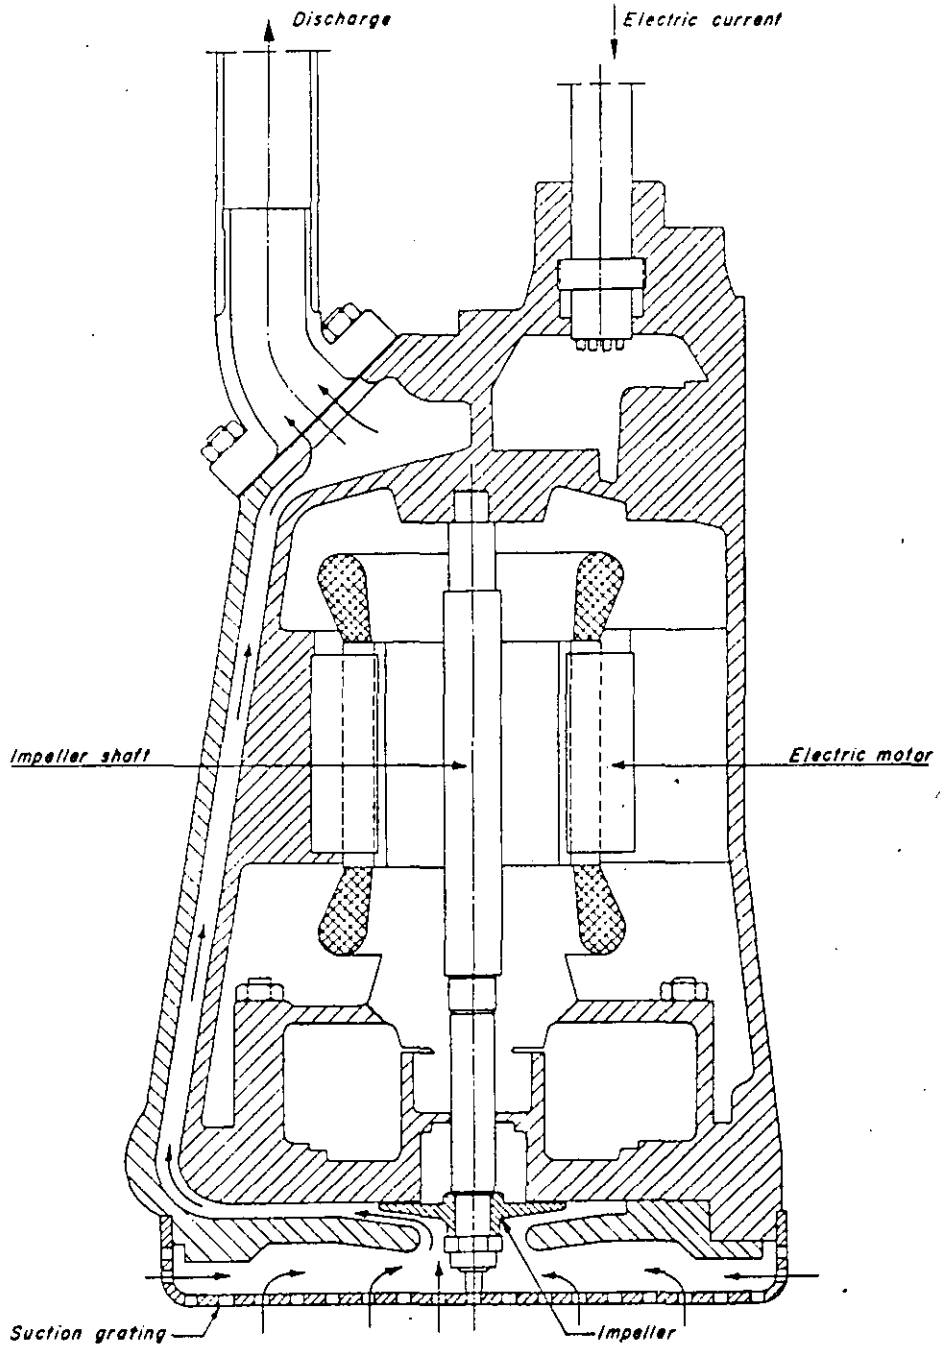 Discharge
Electric current
Impeller shaft
Electric motor
Suction grating
Impeller